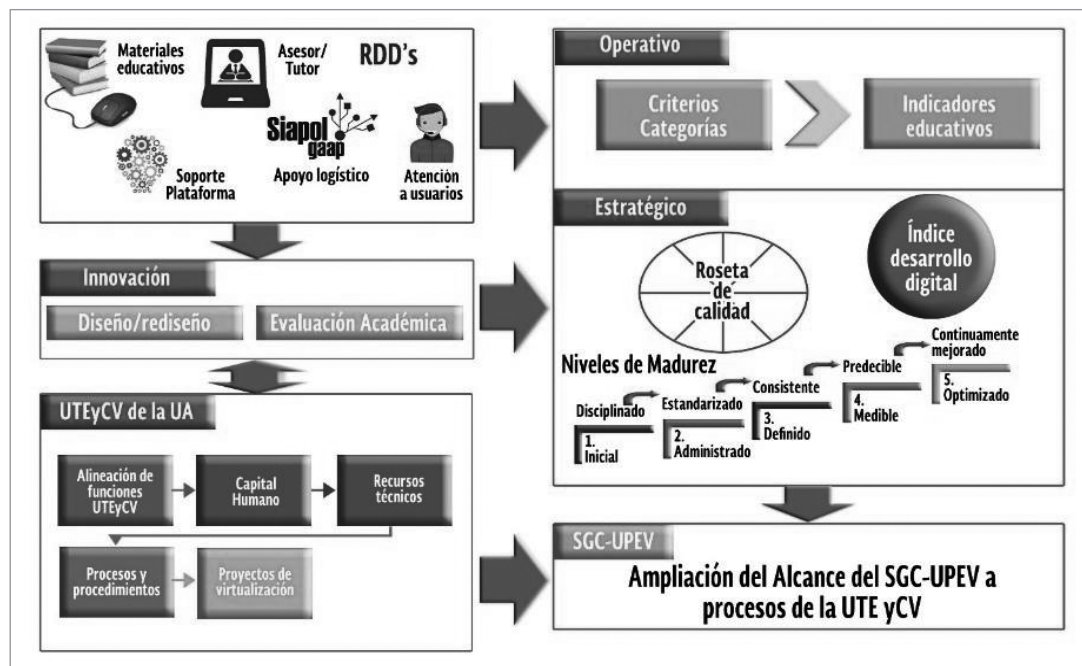 Materiales
educativos
Asesor/
Tutor
RDD's
Soporte
Plataforma
Siapol
gaap
Apoyo logístico
Atención
a usuarios
Innovación
Diseño/rediseño
Evaluación Académica
UTEyCV de la UA
Alineación de
funciones
UTEyCV
Capital
Humano
Recursos
técnicos
Procesos y
procedimientos
Proyectos de
virtualización
Operativo
Criterios
Categorías
Indicadores
educativos
Estratégico
Roseta
de
calidad
Índice
desarrollo
digital
Niveles de Madurez
Disciplinado
Estandarizado
Consistente
Predecible
Continuamente
mejorado
1.
Inicial
2.
Administrado
3.
Definido
4.
Medible
5.
Optimizado
SGC-UPEV
Ampliación del Alcance del SGC-UPEV a
procesos de la UTE yCV